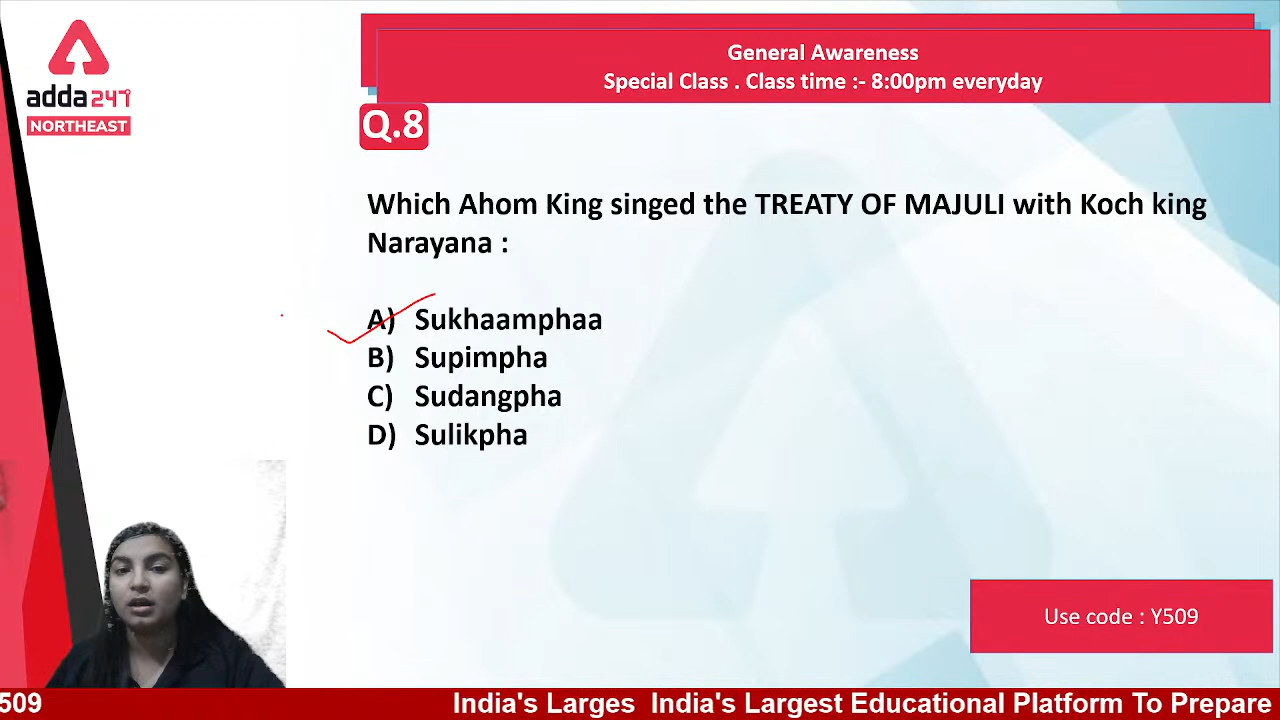 adda247
NORTHEAST
General Awareness
Special Class . Class time :- 8:00pm everyday
Q.8
Which Ahom King singed the TREATY OF MAJULI with Koch king
Narayana :
A) Sukhaamphaa
B) Supimpha
C) Sudangpha
D) Sulikpha
Use code : Y509
509 India's Larges India's Largest Educational Platform To Prepare